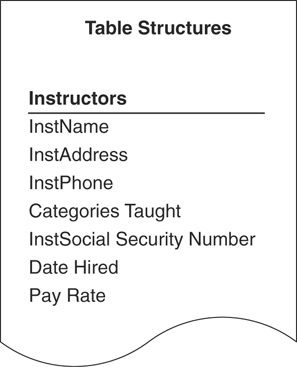 Table Structures
Instructors
InstName
InstAddress
InstPhone
Categories Taught
InstSocial Security Number
Date Hired
Pay Rate